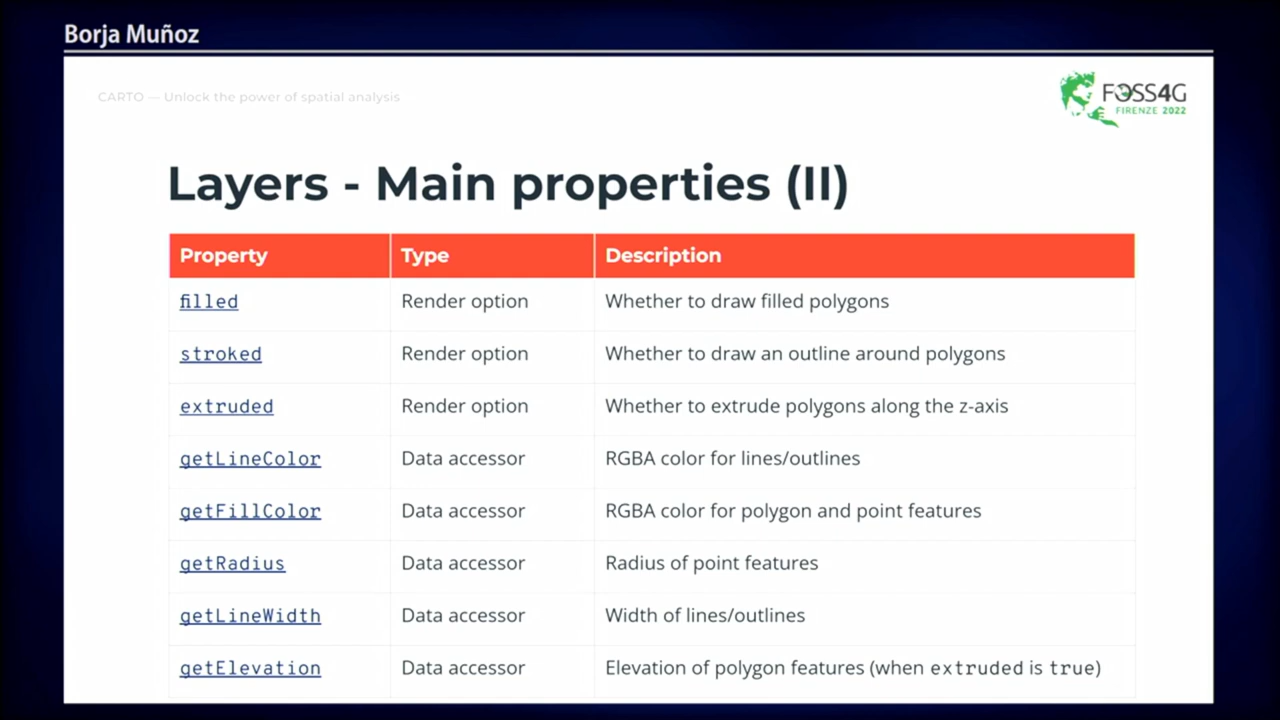 Borja Muñoz
CARTO — Unlock the power of spatial analysis
FOSS4G
FIRENZE 2022
Layers - Main properties (II)
Property Type Description
filled Render option Whether to draw filled polygons
stroked Render option Whether to draw an outline around polygons
extruded Render option Whether to extrude polygons along the z-axis
getLineColor Data accessor RGBA color for lines/outlines
getFillColor Data accessor RGBA color for polygon and point features
getRadius Data accessor Radius of point features
getLineWidth Data accessor Width of lines/outlines
getElevation Data accessor Elevation of polygon features (when extruded is true)